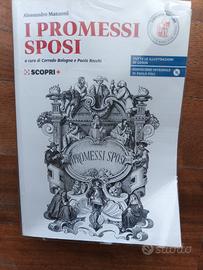 Alessandro Manzoni
I PROMESSI
SPOSI
a cura di Corrado Bologna e Paola Rocchi
SCOPRI+
TUTTE LE ILLUSTRAZIONI
DI GONIN
I PROMESSI SPOSI
subito